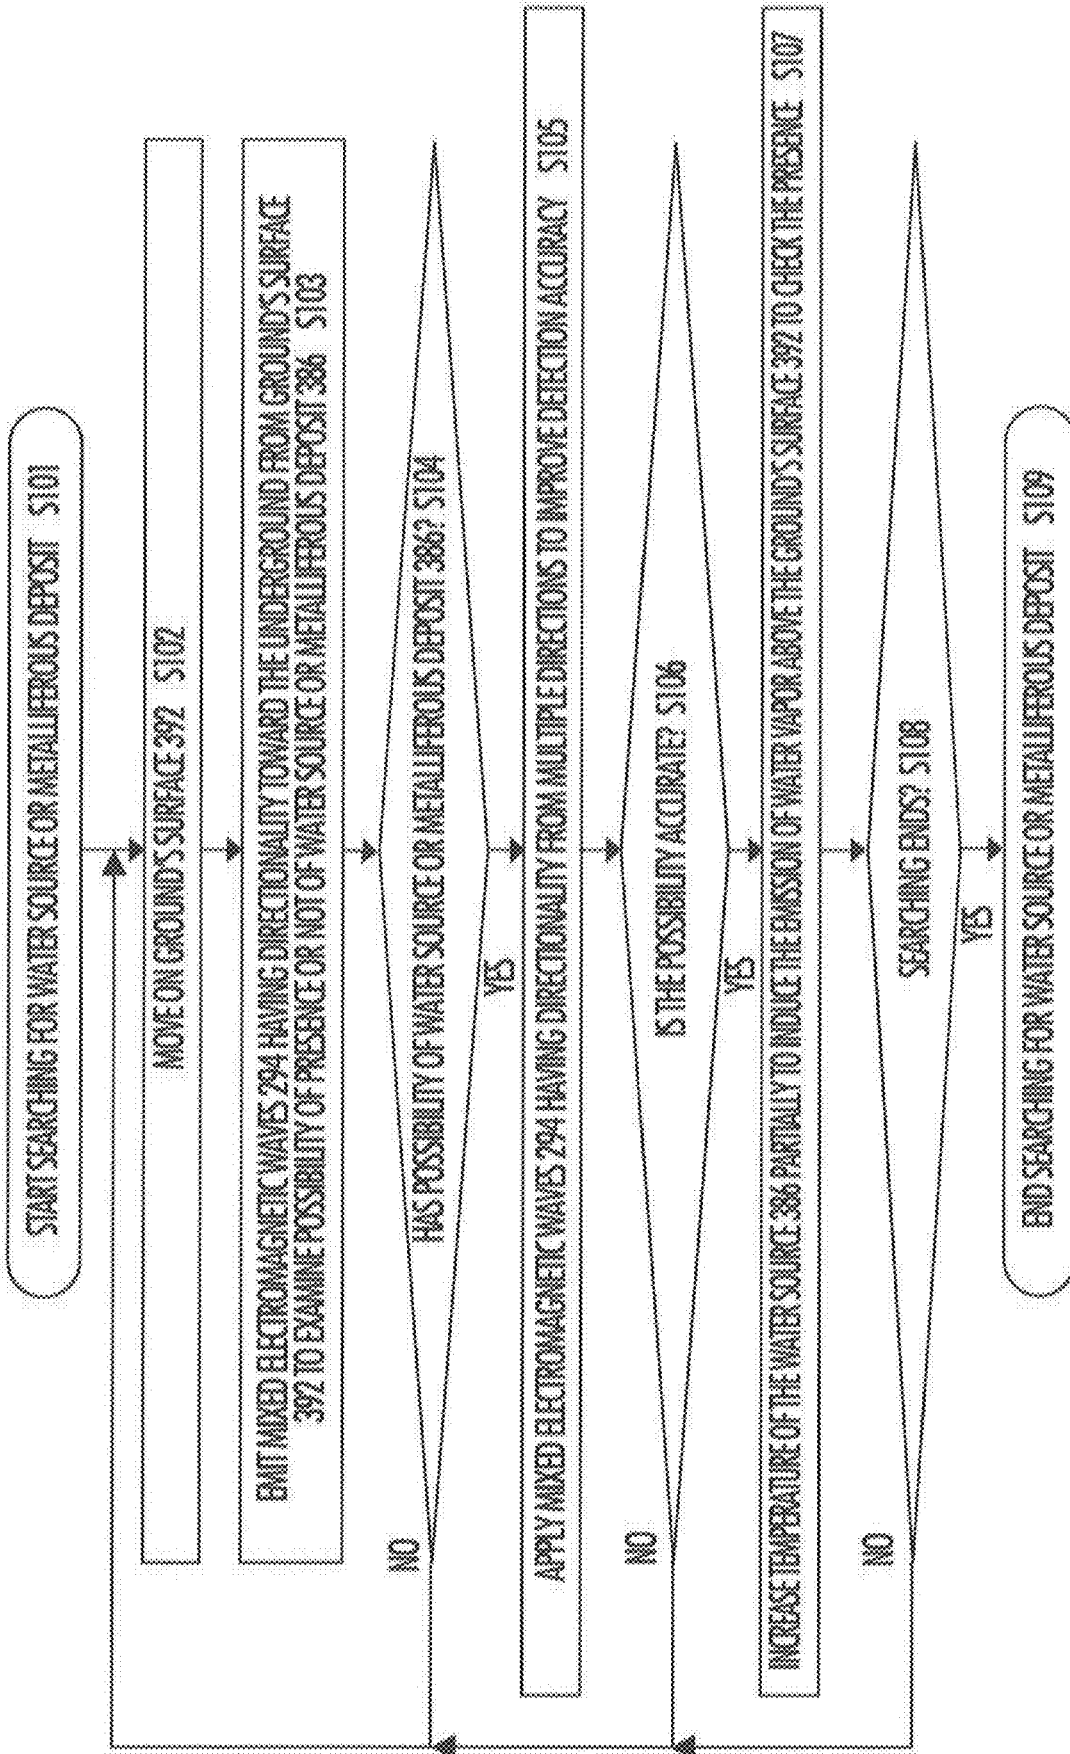 START SEARCHING FOR WATER SOURCE OR METALLIFEROUS DEPOSIT S101
MOVE ON GROUND'S SURFACE 392 S102
EMIT MIXED ELECTROMAGNETIC WAVES 294 HAVING DIRECTIONALITY TOWARD THE UNDERGROUND FROM GROUND'S SURFACE
392 TO EXAMINE POSSIBILITY OF PRESENCE OR NOT OF WATER SOURCE OR METALLIFEROUS DEPOSIT 386 S103
HAS POSSIBILITY OF WATER SOURCE OR METALLIFEROUS DEPOSIT 386? S104
NO
YES
APPLY MIXED ELECTROMAGNETIC WAVES 294 HAVING DIRECTIONALITY FROM MULTIPLE DIRECTIONS TO IMPROVE DETECTION ACCURACY S105
IS THE POSSIBILITY ACCURATE? S106
NO
YES
INCREASE TEMPERATURE OF THE WATER SOURCE 386 PARTIALLY TO INDUCE THE EMISSION OF WATER VAPOR ABOVE THE GROUND'S SURFACE 392 TO CHECK THE PRESENCE S107
SEARCHING ENDS? S108
NO
YES
END SEARCHING FOR WATER SOURCE OR METALLIFEROUS DEPOSIT S109